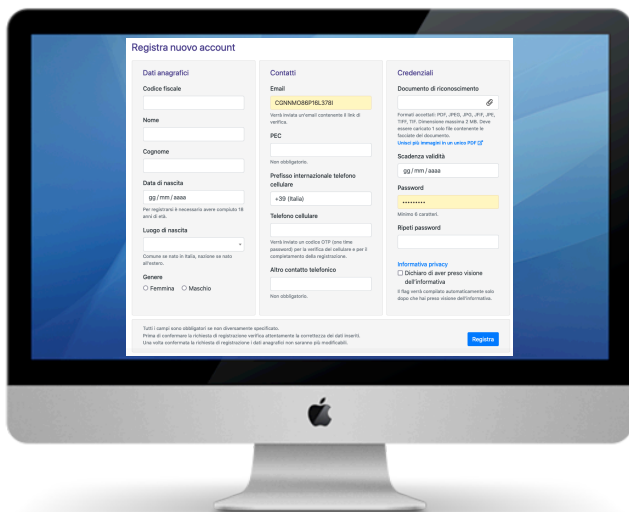 Registra nuovo account
Dati anagrafici
Codice fiscale
Nome
Cognome
Data di nascita
gg/mm/aaaa
Per registrarsi è necessario avere compiuto 18
anni di età.
Luogo di nascita
Comune se nato in Italia, nazione se nato
all'estero.
Genere
Femmina Maschio
Contatti
Email
CGNNMO86P16L378I
Verrà inviata un'email contenente il link di
verifica.
PEC
Non obbligatorio.
Prefisso internazionale telefono
cellulare
+39 (Italia)
Telefono cellulare
Verrà inviato un codice OTP (one time
password) per la verifica del cellulare e per il
completamento della registrazione.
Altro contatto telefonico
Non obbligatorio.
Credenziali
Documento di riconoscimento
Formati accettati: PDF, JPEG, JPG, JFIF, JPE,
TIFF, TIF. Dimensione massima 2 MB. Deve
essere caricato 1 solo file contenente le
facciate del documento.
Unisci più immagini in un unico PDF
Scadenza validità
gg/mm/aaaa
Password
•••••••••
Minimo 6 caratteri.
Ripeti password
Informativa privacy
Dichiaro di aver preso visione
dell'informativa
Il flag verrà compilato automaticamente solo
dopo che hai preso visione dell'informativa.
Tutti i campi sono obbligatori se non diversamente specificato.
Prima di confermare la richiesta di registrazione verifica attentamente la correttezza dei dati inseriti.
Una volta confermata la richiesta di registrazione i dati anagrafici non saranno più modificabili.
Registra